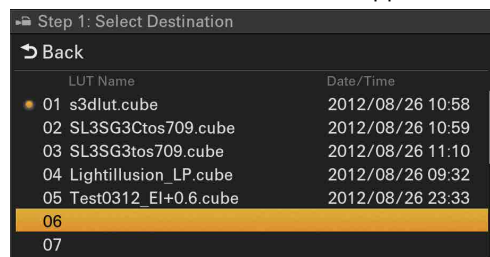 Step 1: Select Destination
Back
LUT Name Date/Time
01 s3dlut.cube 2012/08/26 10:58
02 SL3SG3Ctos709.cube 2012/08/26 10:59
03 SL3SG3tos709.cube 2012/08/26 11:10
04 Lightillusion_LP.cube 2012/08/26 09:32
05 Test0312_EI+0.6.cube 2012/08/26 23:33
06
07